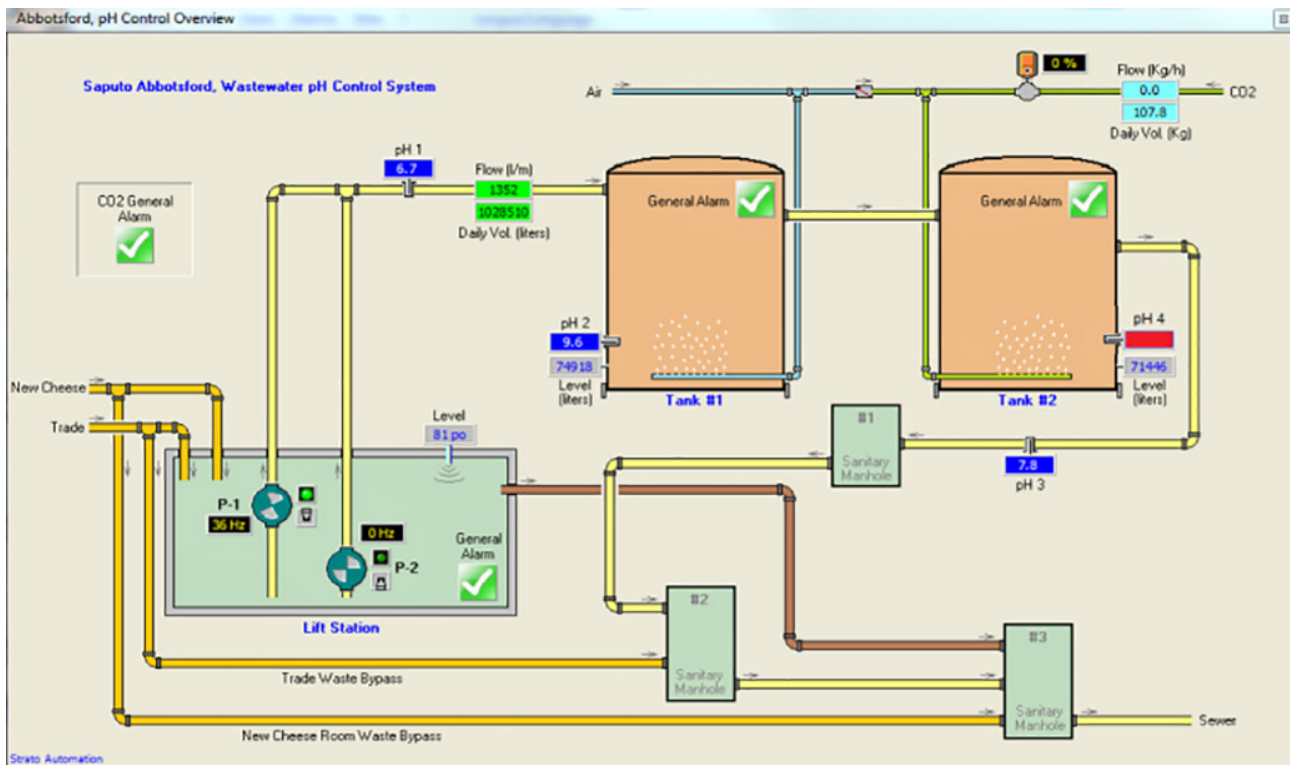 Abbotsford, pH Control Overview
Saputo Abbotsford, Wastewater pH Control System
Air
0 %
Flow (Kg/h)
0.0
107.8
Daily Vol. (Kg)
CO2
pH 1
6.7
Flow (l/m)
1352
1028510
Daily Vol. (liters)
CO2 General
Alarm
General Alarm
General Alarm
pH 2
9.6
74918
Level
(liters)
Tank #1
pH 4
71446
Level
(liters)
Tank #2
New Cheese
Trade
Level
81 po
#1
Sanitary
Manhole
7.8
pH 3
P-1
36 Hz
0 Hz
P-2
General
Alarm
Lift Station
#2
Sanitary
Manhole
#3
Sanitary
Manhole
Trade Waste Bypass
New Cheese Room Waste Bypass
Sewer
Strato Automation